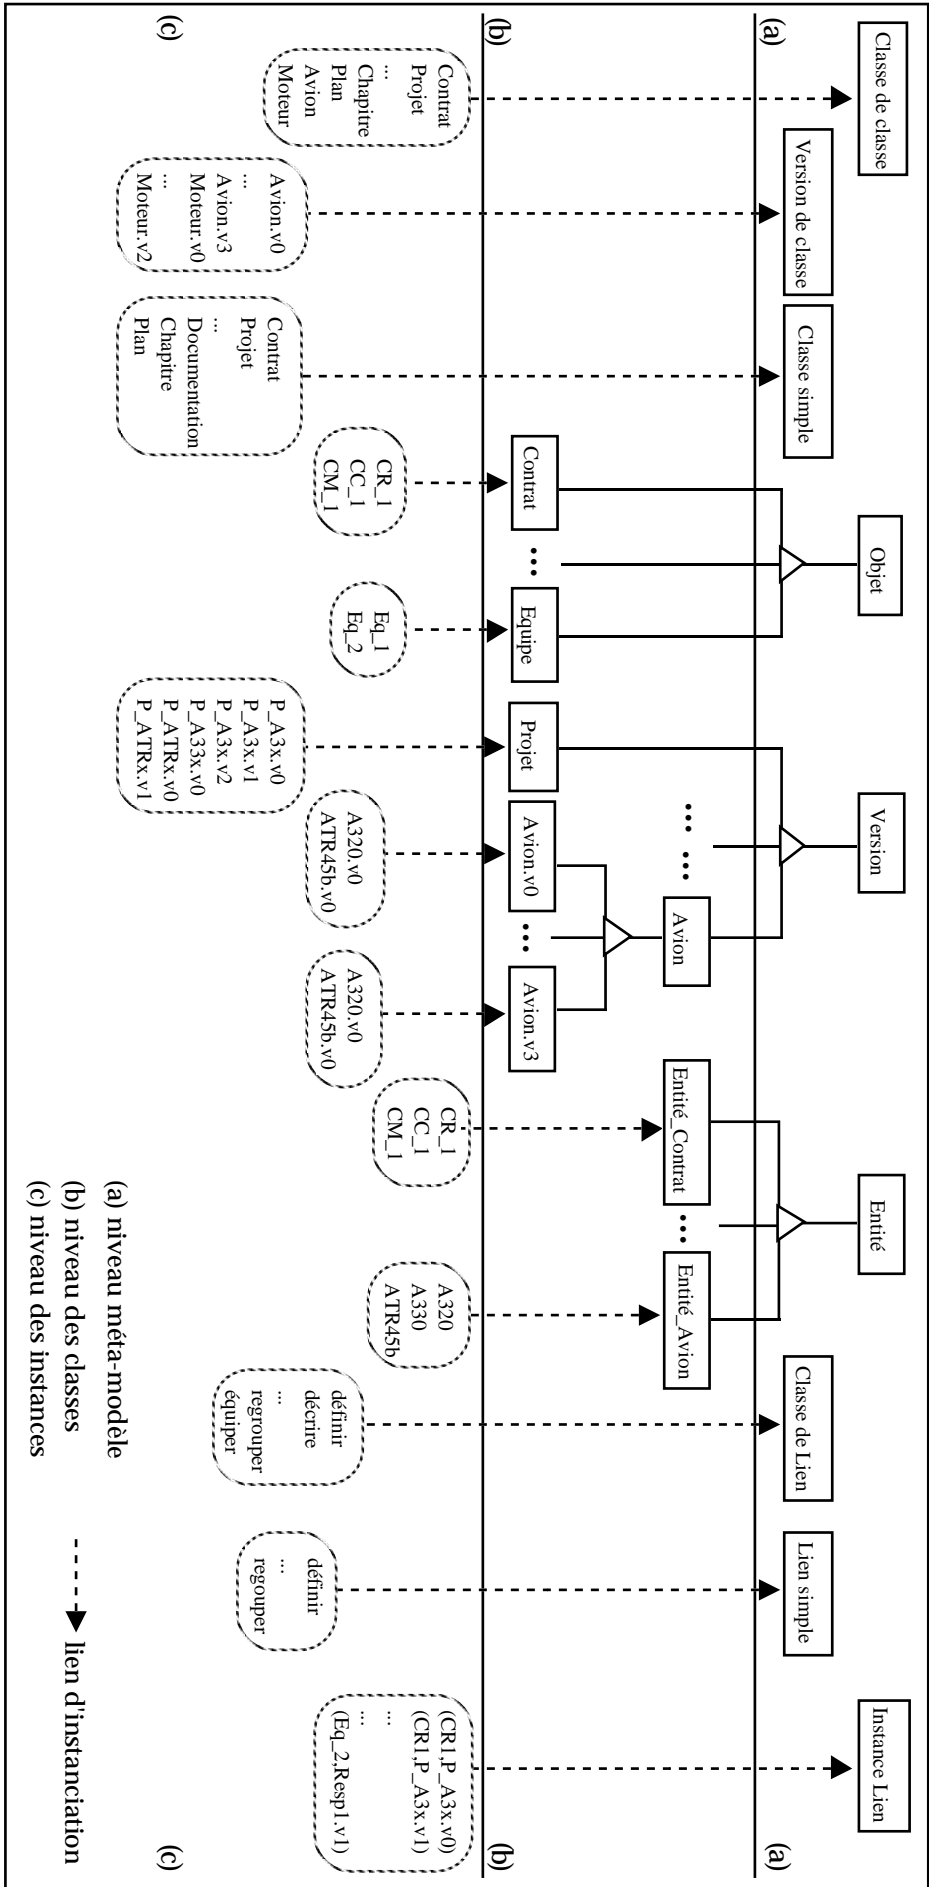 (a)
Classe de classe
Version de classe
Classe simple
Objet
Version
Entité
Classe de Lien
Lien simple
Instance Lien
(a)
(b)
Contrat
...
Equipe
Projet
... ...
Avion
Avion.v0
...
Avion.v3
Entité_Contrat
....
Entité_Avion
(b)
(c)
Contrat
Projet
...
Chapitre
Plan
Avion
Moteur
Avion.v0
...
Avion.v3
Moteur.v0
...
Moteur.v2
Contrat
Projet
...
Documentation
Chapitre
Plan
CR_1
CC_1
CM_1
Eq_1
Eq_2
P_A3x.v0
P_A3x.v1
P_A3x.v2
P_A33x.v0
P_ATRx.v0
P_ATRx.v1
A320.v0
ATR45b.v0
A320.v0
ATR45b.v0
CR_1
CC_1
CM_1
A320
A330
ATR45b
définir
décrire
...
regrouper
équiper
définir
...
regouper
(CR1,P_A3x.v0)
(CR1,P_A3x.v1)
...
...
(Eq_2,Resp1.v1)
(c)
(a) niveau méta-modèle
(b) niveau des classes
(c) niveau des instances
lien d'instanciation